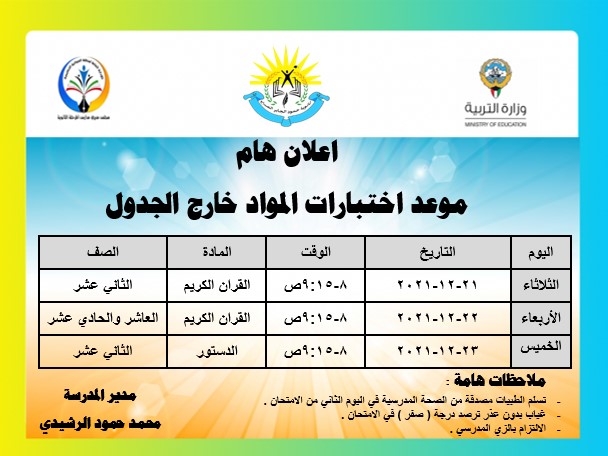 وزارة التربية
MINISTRY OF EDUCATION
اعلان هام
موعد اختبارات المواد خارج الجدول
اليوم التاريخ الوقت المادة الصف
الثلاثاء ٢١-١٢-٢٠٢١ ٨-٩:١٥ص القران الكريم الثاني عشر
الأربعاء ٢٢-١٢-٢٠٢١ ٨-٩:١٥ص القران الكريم العاشر والحادي عشر
الخميس ٢٣-١٢-٢٠٢١ ٨-٩:١٥ص الدستور الثاني عشر
ملاحظات هامة :
- تسلم الطبيات مصدقة من الصحة المدرسية في اليوم الثاني من الامتحان .
- غياب بدون عذر ترصد درجة ( صفر ) في الامتحان .
- الالتزام بالزي المدرسي .
مدير المدرسة
محمد حمود الرشيدي